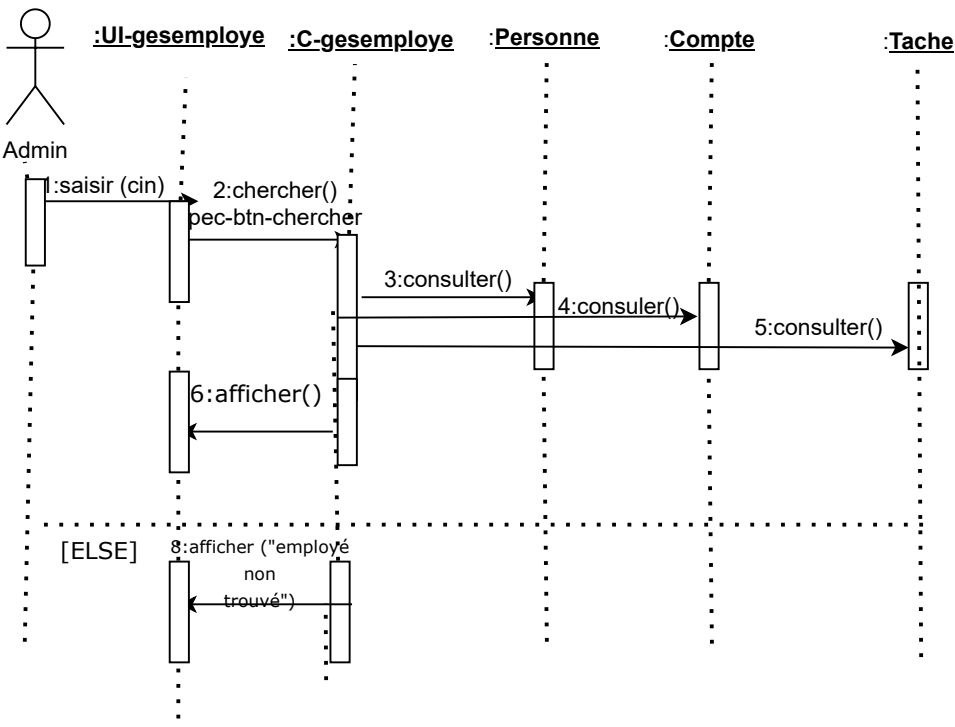 :UI-gesemploye
:C-gesemploye
:Personne
:Compte
:Tache
Admin
1:saisir (cin)
2:chercher()
pec-btn-chercher
3:consulter()
4:consuler()
5:consulter()
6:afficher()
[ELSE]
8:afficher ("employé
non
trouvé")